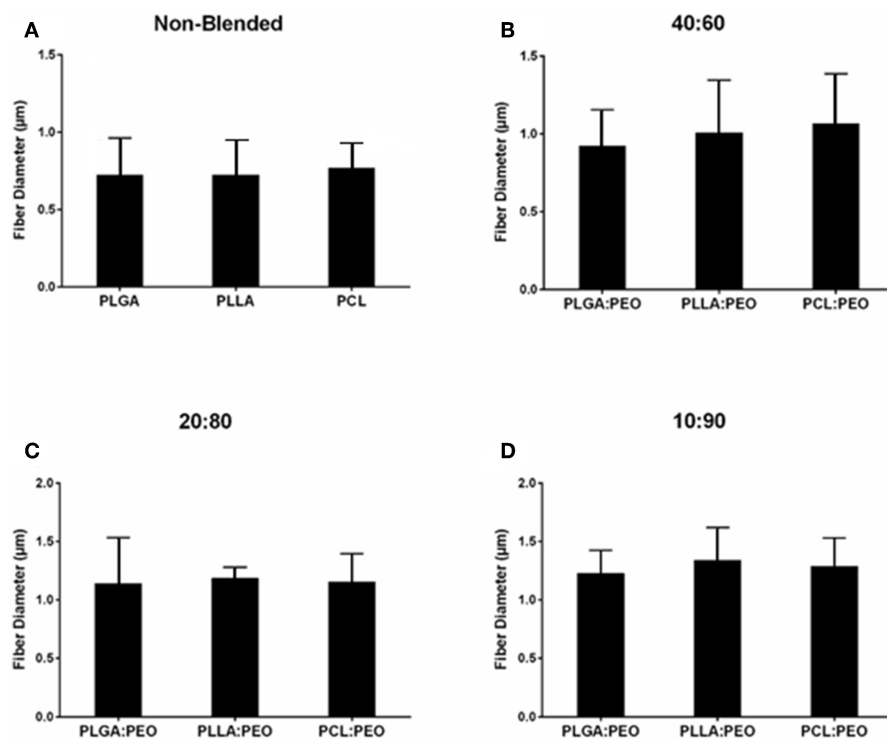 A
Non-Blended
Fiber Diameter (µm)
1.5
1.0
0.5
0.0
PLGA
PLLA
PCL
B
40:60
Fiber Diameter (µm)
1.5
1.0
0.5
0.0
PLGA:PEO
PLLA:PEO
PCL:PEO
C
20:80
Fiber Diameter (µm)
2.0
1.5
1.0
0.5
0.0
PLGA:PEO
PLLA:PEO
PCL:PEO
D
10:90
Fiber Diameter (µm)
2.0
1.5
1.0
0.5
0.0
PLGA:PEO
PLLA:PEO
PCL:PEO